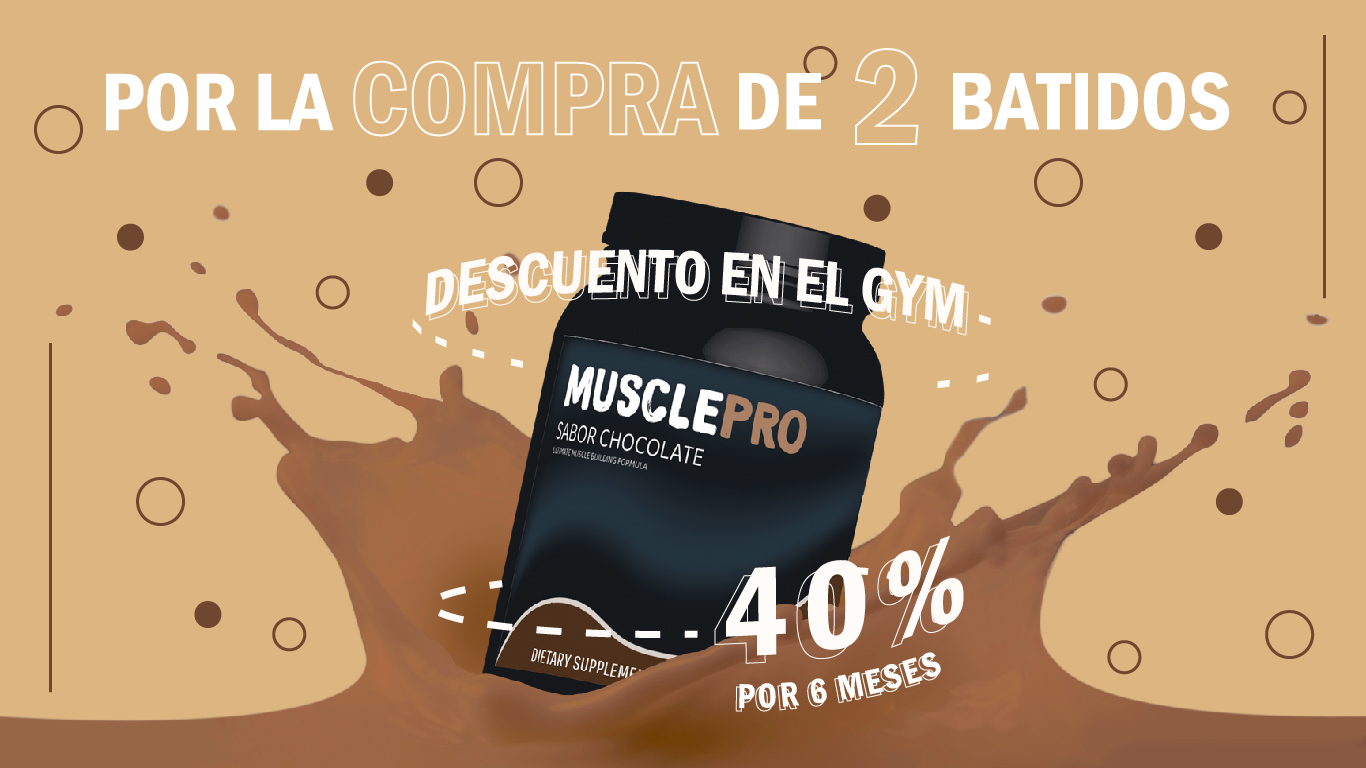 POR LA COMPRA DE 2 BATIDOS
DESCUENTO EN EL GYM
MUSCLEPRO
SABOR CHOCOLATE
ULTIMATE MUSCLE BUILDING FORMULA
DIETARY SUPPLEME
40%
POR 6 MESES